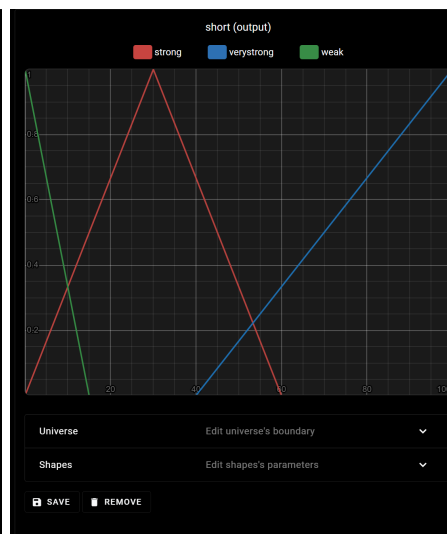 short (output)
strong verystrong weak
1
0.8
0.6
0.4
0.2
20 40 60 80 100
Universe Edit universe's boundary
Shapes Edit shapes's parameters
SAVE REMOVE